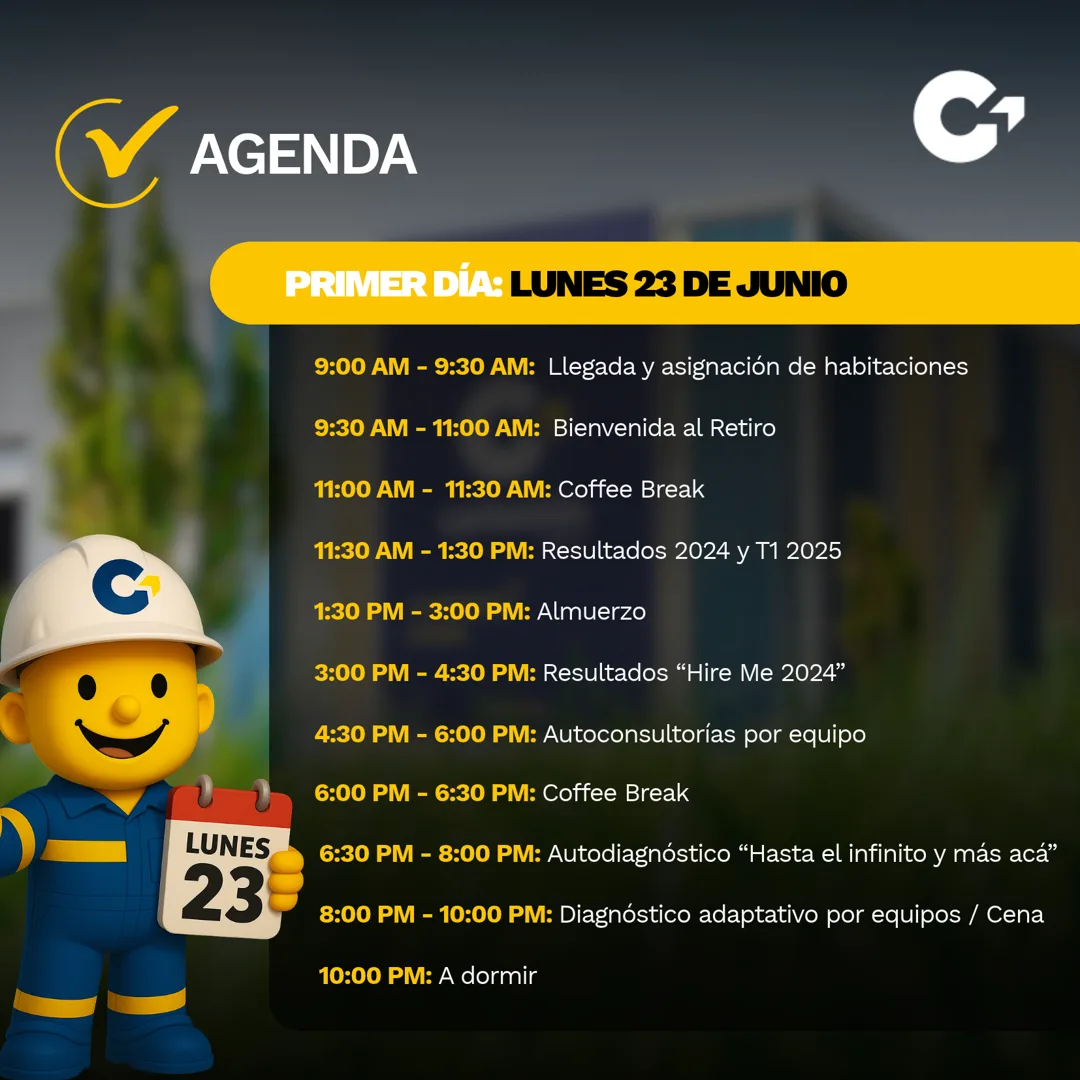 AGENDA
PRIMER DÍA: LUNES 23 DE JUNIO
9:00 AM - 9:30 AM: Llegada y asignación de habitaciones
9:30 AM - 11:00 AM: Bienvenida al Retiro
11:00 AM - 11:30 AM: Coffee Break
11:30 AM - 1:30 PM: Resultados 2024 y T1 2025
1:30 PM - 3:00 PM: Almuerzo
3:00 PM - 4:30 PM: Resultados “Hire Me 2024”
4:30 PM - 6:00 PM: Autoconsultorías por equipo
6:00 PM - 6:30 PM: Coffee Break
6:30 PM - 8:00 PM: Autodiagnóstico “Hasta el infinito y más acá”
8:00 PM - 10:00 PM: Diagnóstico adaptativo por equipos / Cena
10:00 PM: A dormir
LUNES
23